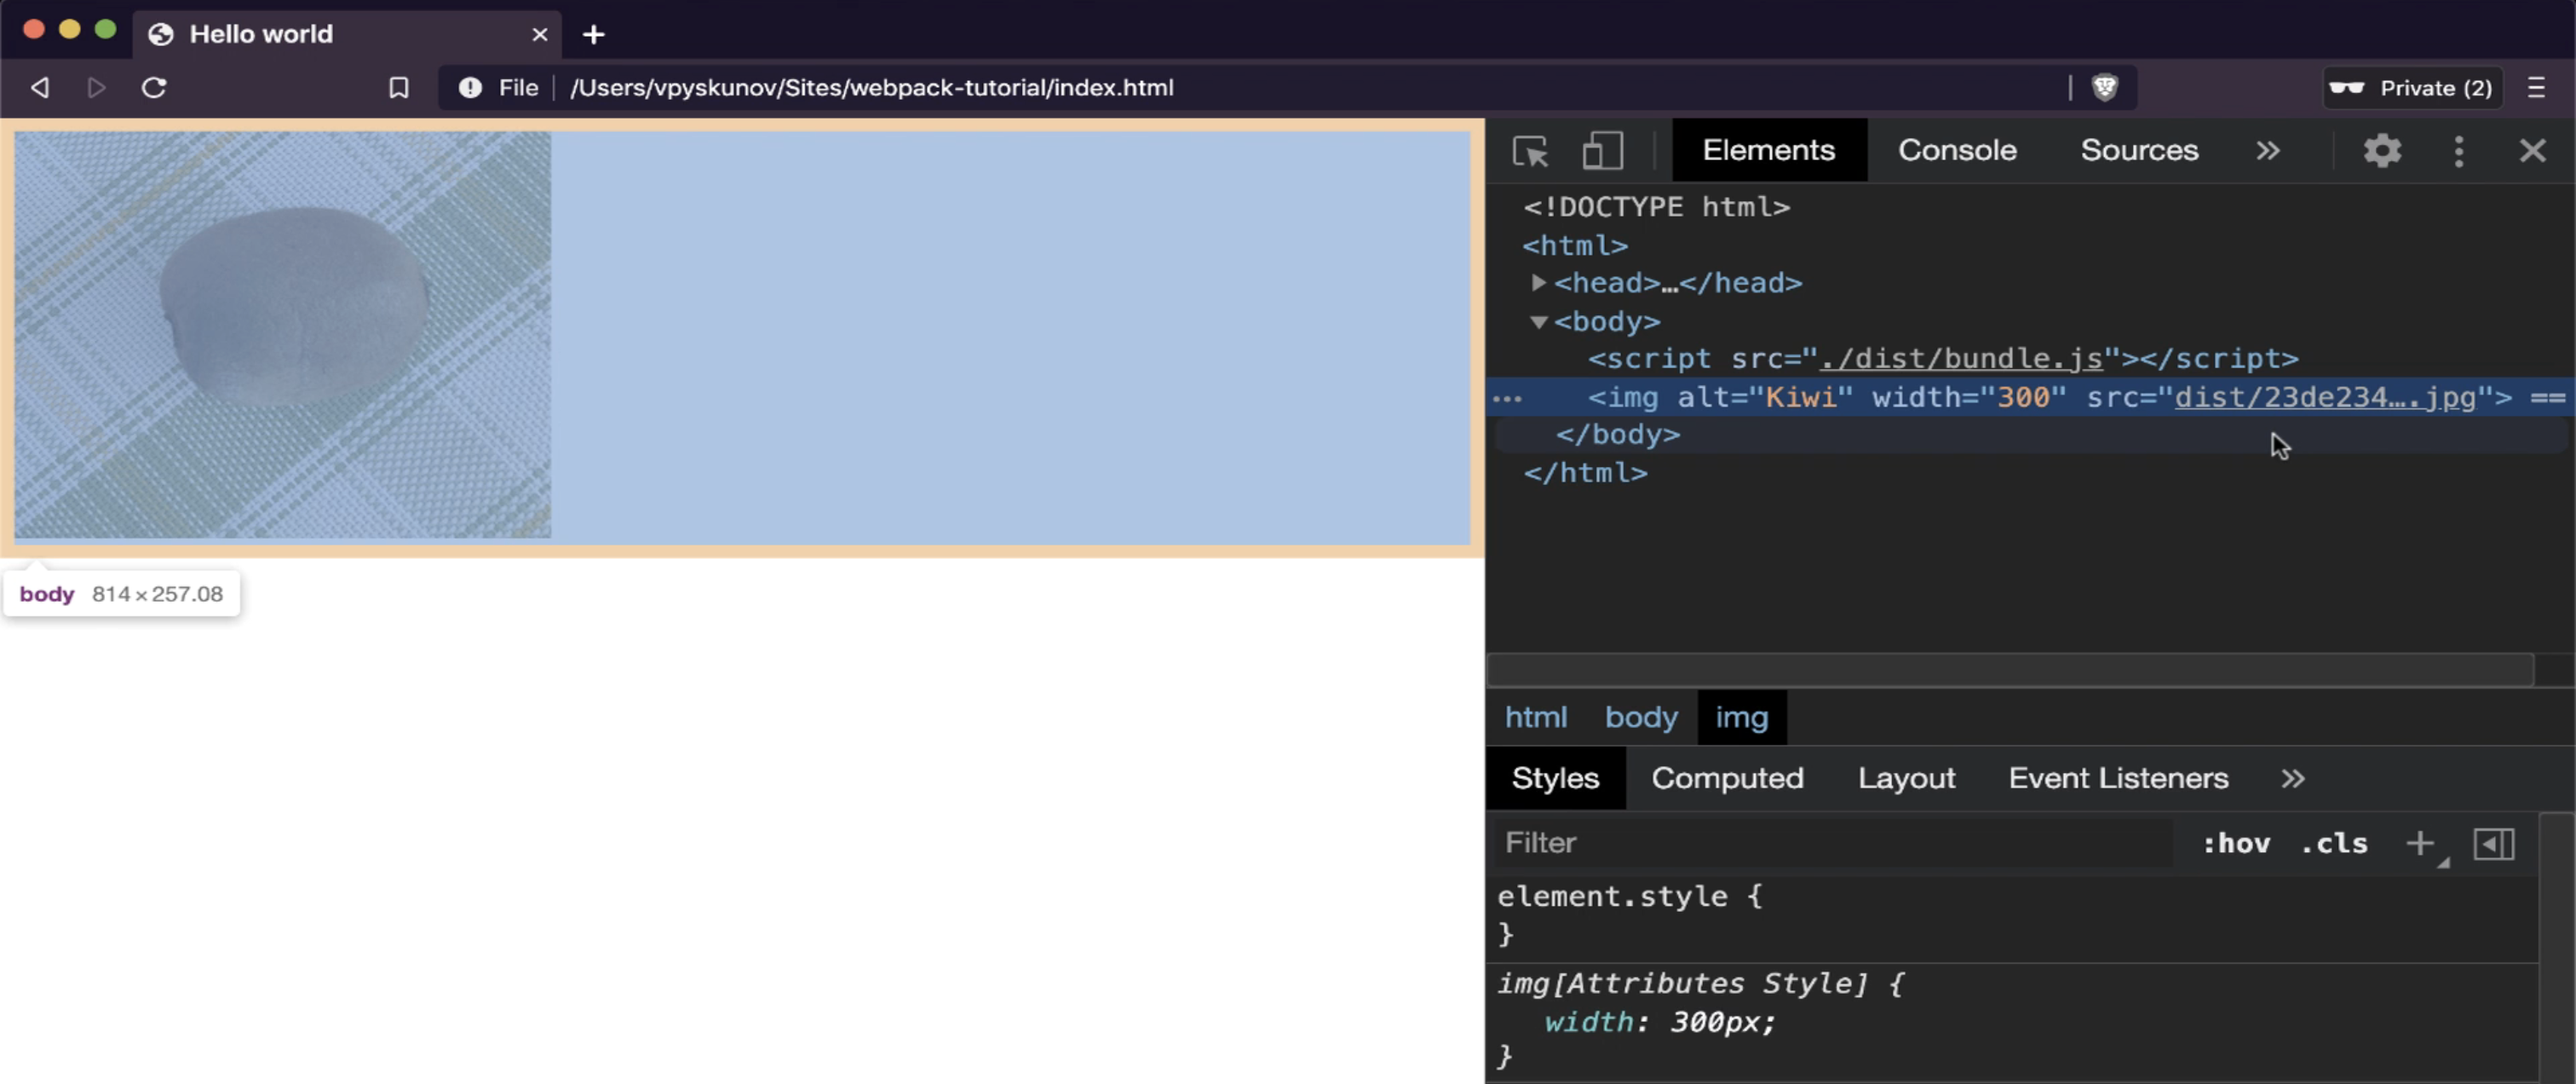 Hello world
File /Users/vpyskunov/Sites/webpack-tutorial/index.html
Private (2)
body 814 × 257.08
Elements Console Sources
<!DOCTYPE html>
<html>
<head>…</head>
<body>
<script src="./dist/bundle.js"></script>
<img alt="Kiwi" width="300" src="dist/23de234….jpg"> ==
</body>
</html>
html body img
Styles Computed Layout Event Listeners
Filter :hov .cls
element.style {
}
img[Attributes Style] {
width: 300px;
}